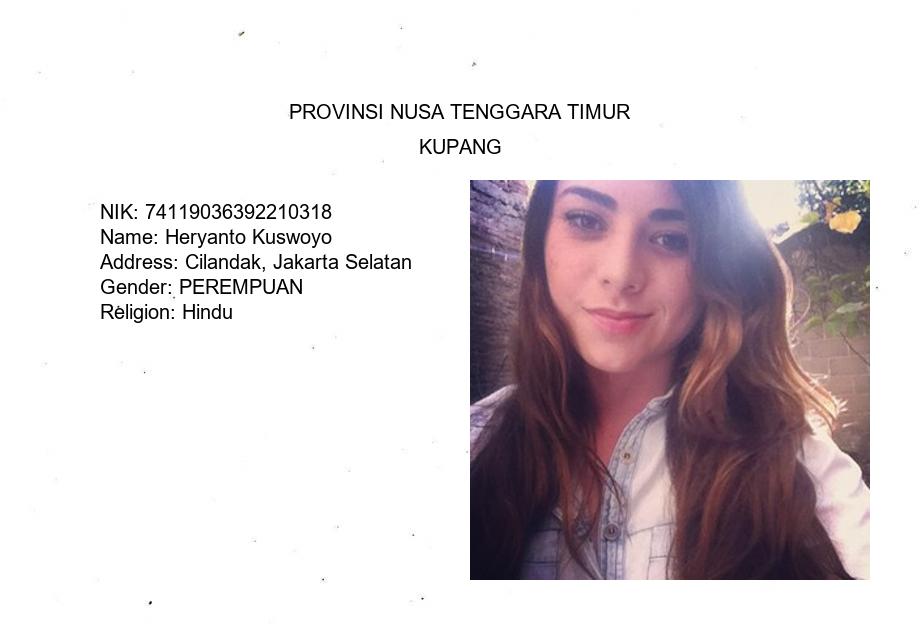 PROVINSI NUSA TENGGARA TIMUR
KUPANG
NIK: 74119036392210318
Name: Heryanto Kuswoyo
Address: Cilandak, Jakarta Selatan
Gender: PEREMPUAN
Religion: Hindu